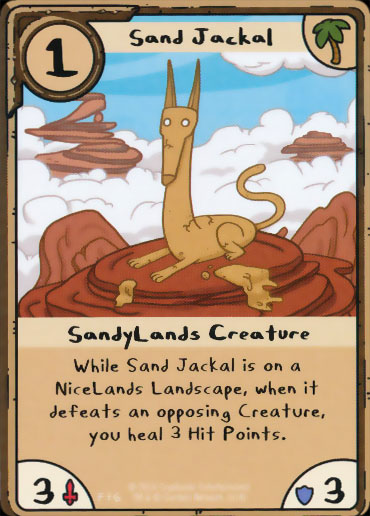 1
Sand Jackal
SandyLands Creature
While Sand Jackal is on a
NiceLands Landscape, when it
defeats an opposing Creature,
you heal 3 Hit Points.
3
3